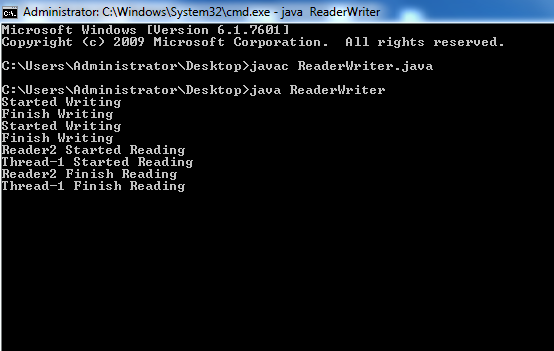 Administrator: C:\Windows\System32\cmd.exe - java  ReaderWriter
Microsoft Windows [Version 6.1.7601]
Copyright (c) 2009 Microsoft Corporation.  All rights reserved.
C:\Users\Administrator\Desktop>javac ReaderWriter.java
C:\Users\Administrator\Desktop>java ReaderWriter
Started Writing
Finish Writing
Started Writing
Finish Writing
Reader2 Started Reading
Thread-1 Started Reading
Reader2 Finish Reading
Thread-1 Finish Reading